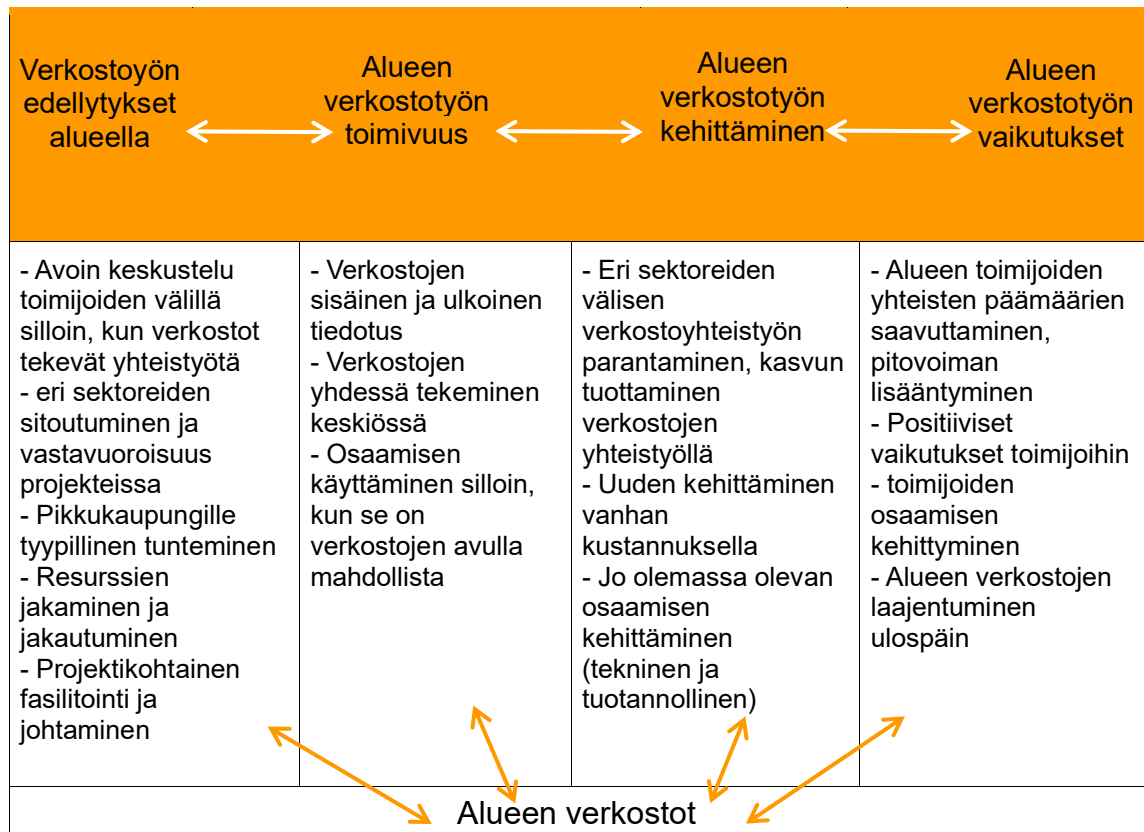 Verkostoyön
edellytykset
alueella
Alueen
verkostotyön
toimivuus
Alueen
verkostotyön
kehittäminen
Alueen
verkostotyön
vaikutukset
- Avoin keskustelu
toimijoiden välillä
silloin, kun verkostot
tekevät yhteistyötä
- eri sektoreiden
sitoutuminen ja
vastavuoroisuus
projekteissa
- Pikkukaupungille
tyypillinen tunteminen
- Resurssien
jakaminen ja
jakautuminen
- Projektikohtainen
fasilitointi ja
johtaminen
- Verkostojen
sisäinen ja ulkoinen
tiedotus
- Verkostojen
yhdessä tekeminen
keskiössä
- Osaamisen
käyttäminen silloin,
kun se on
verkostojen avulla
mahdollista
- Eri sektoreiden
välisen
verkostoyhteistyön
parantaminen, kasvun
tuottaminen
verkostojen
yhteistyöllä
- Uuden kehittäminen
vanhan
kustannuksella
- Jo olemassa olevan
osaamisen
kehittäminen
(tekninen ja
tuotannollinen)
- Alueen toimijoiden
yhteisten päämäärien
saavuttaminen,
pitovoiman
lisääntyminen
- Positiiviset
vaikutukset toimijoihin
- toimijoiden
osaamisen
kehittyminen
- Alueen verkostojen
laajentuminen
ulospäin
Alueen verkostot